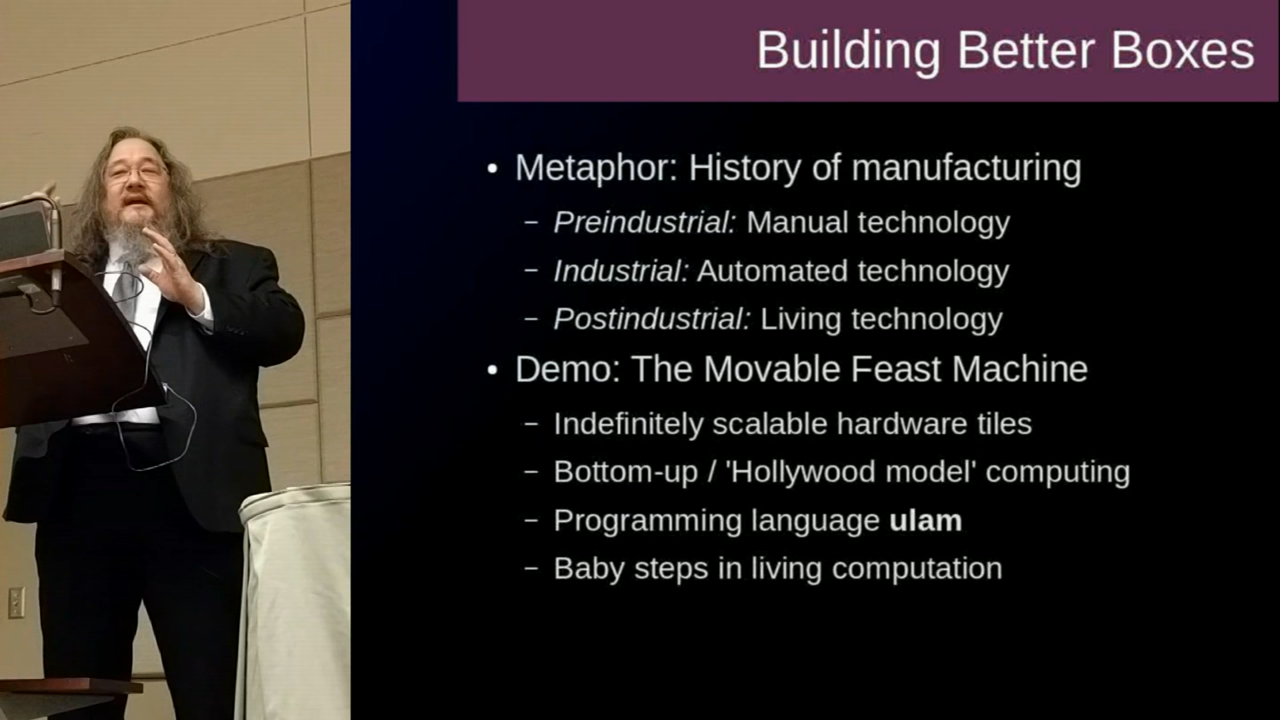 Building Better Boxes
• Metaphor: History of manufacturing
– Preindustrial: Manual technology
– Industrial: Automated technology
– Postindustrial: Living technology
• Demo: The Movable Feast Machine
– Indefinitely scalable hardware tiles
– Bottom-up / 'Hollywood model' computing
– Programming language ulam
– Baby steps in living computation